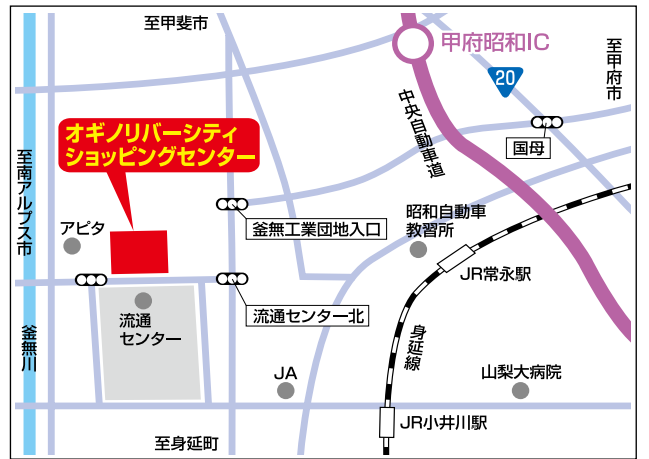 至甲斐市
甲府昭和IC
20
至甲府市
中央自動車道
国母
オギノリバーシティ
ショッピングセンター
至南アルプス市
アピタ
釜無工業団地入口
昭和自動車
教習所
JR常永駅
流通
センター
流通センター北
釜無川
身延線
JA
山梨大病院
JR小井川駅
至身延町